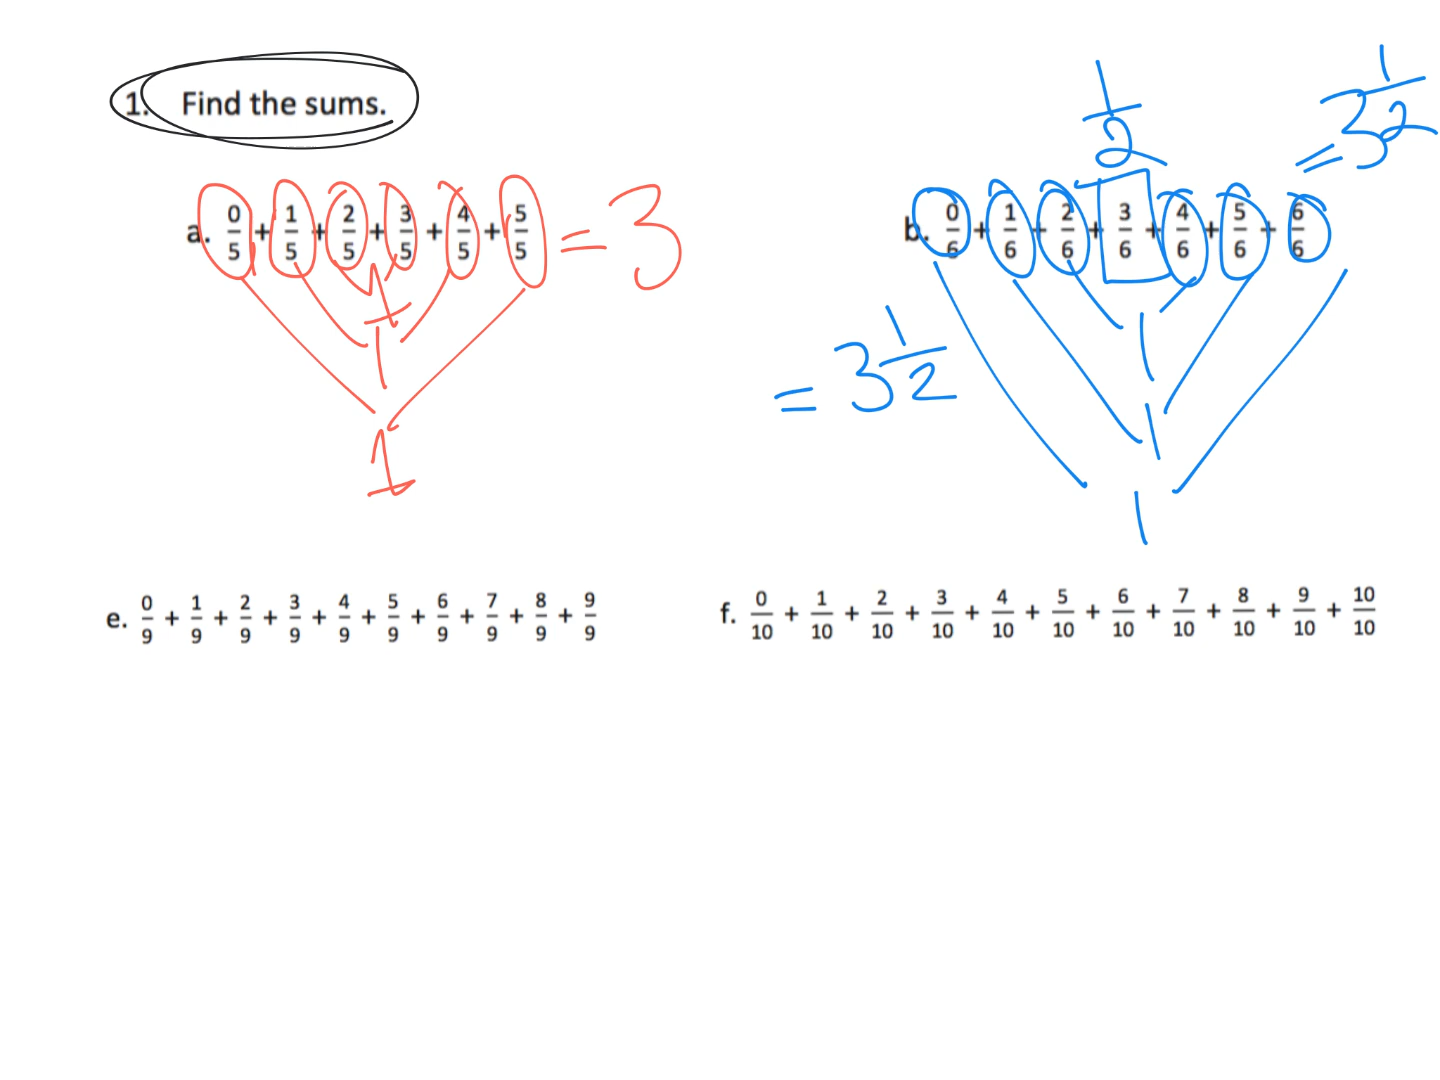 1. Find the sums.
1/2
= 3 1/2
a. 0/5 + 1/5 + 2/5 + 3/5 + 4/5 + 5/5 = 3
b. 0/6 + 1/6 + 2/6 + 3/6 + 4/6 + 5/6 + 6/6
1
1
1
= 3 1/2
1
1
1
e. 0/9 + 1/9 + 2/9 + 3/9 + 4/9 + 5/9 + 6/9 + 7/9 + 8/9 + 9/9
f. 0/10 + 1/10 + 2/10 + 3/10 + 4/10 + 5/10 + 6/10 + 7/10 + 8/10 + 9/10 + 10/10